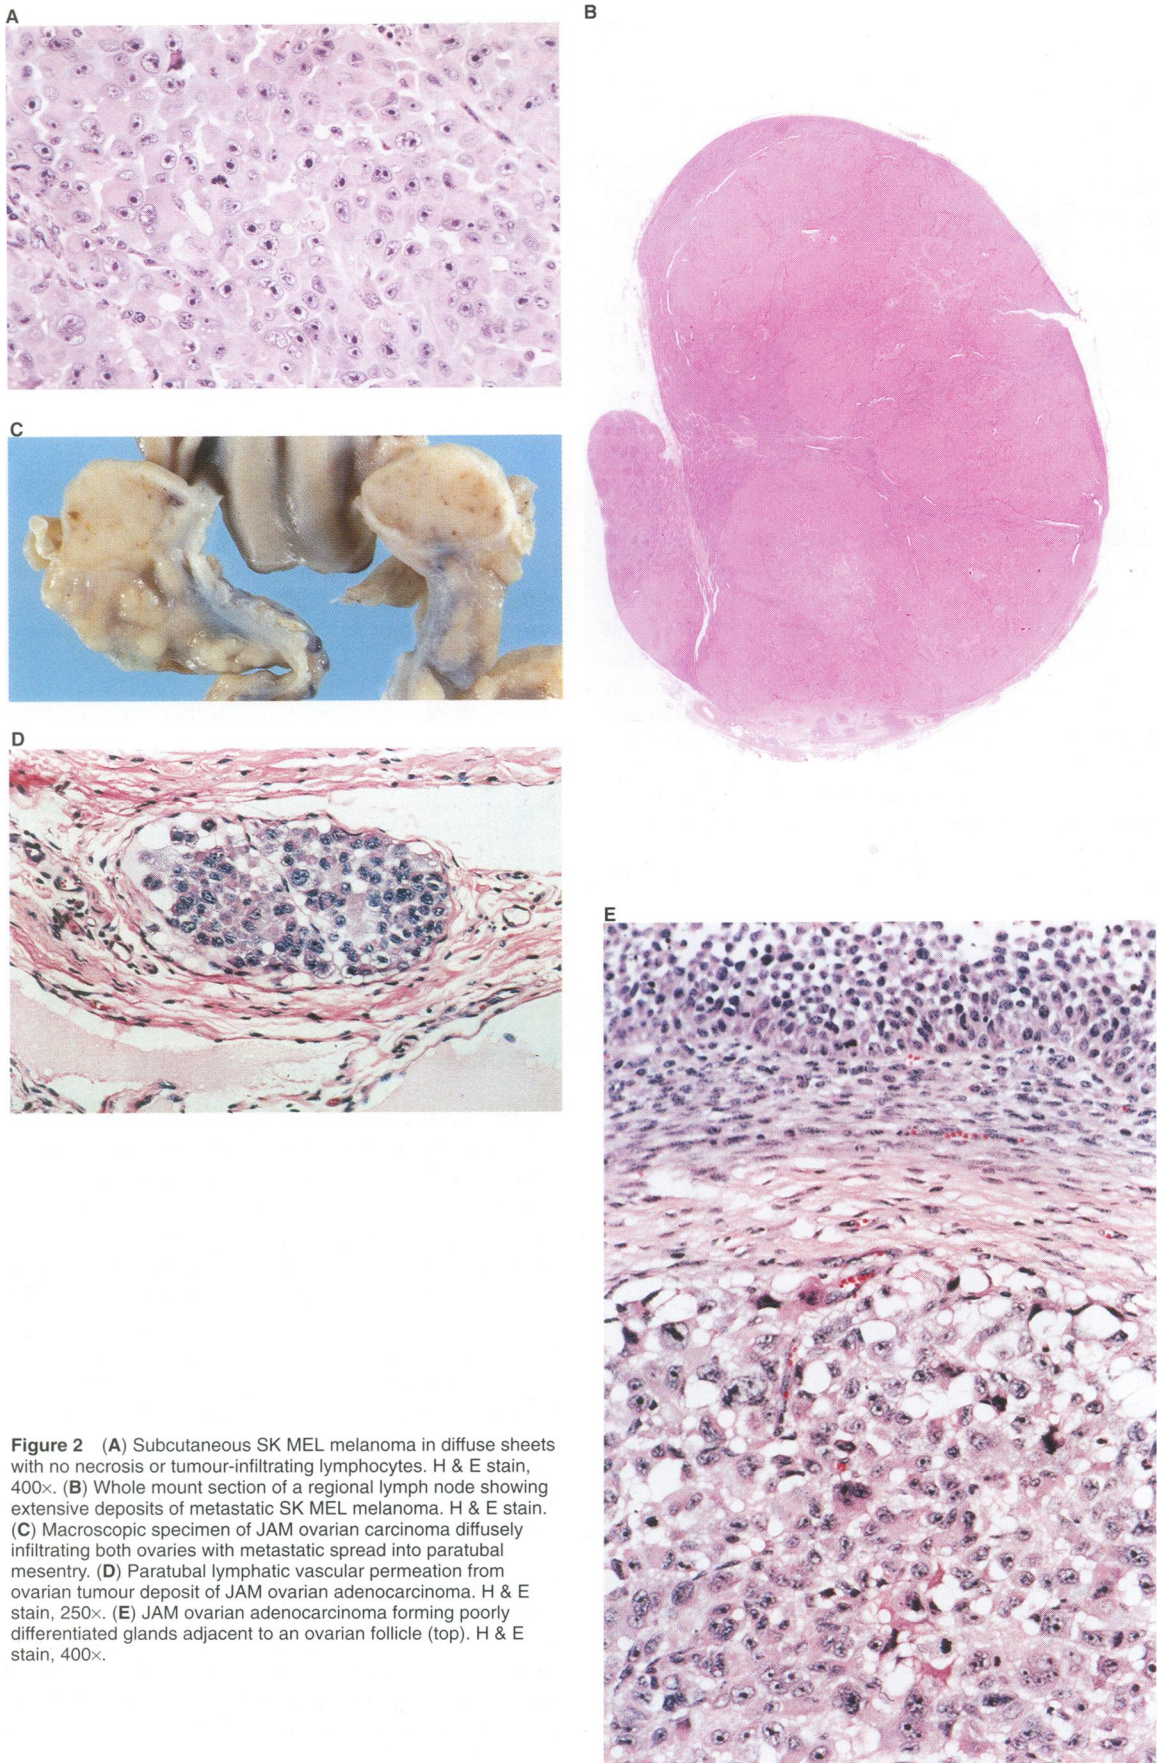 A
B
C
D
E
Figure 2 (A) Subcutaneous SK MEL melanoma in diffuse sheets
with no necrosis or tumour-infiltrating lymphocytes. H & E stain,
400×. (B) Whole mount section of a regional lymph node showing
extensive deposits of metastatic SK MEL melanoma. H & E stain.
(C) Macroscopic specimen of JAM ovarian carcinoma diffusely
infiltrating both ovaries with metastatic spread into paratubal
mesentry. (D) Paratubal lymphatic vascular permeation from
ovarian tumour deposit of JAM ovarian adenocarcinoma. H & E
stain, 250×. (E) JAM ovarian adenocarcinoma forming poorly
differentiated glands adjacent to an ovarian follicle (top). H & E
stain, 400×.